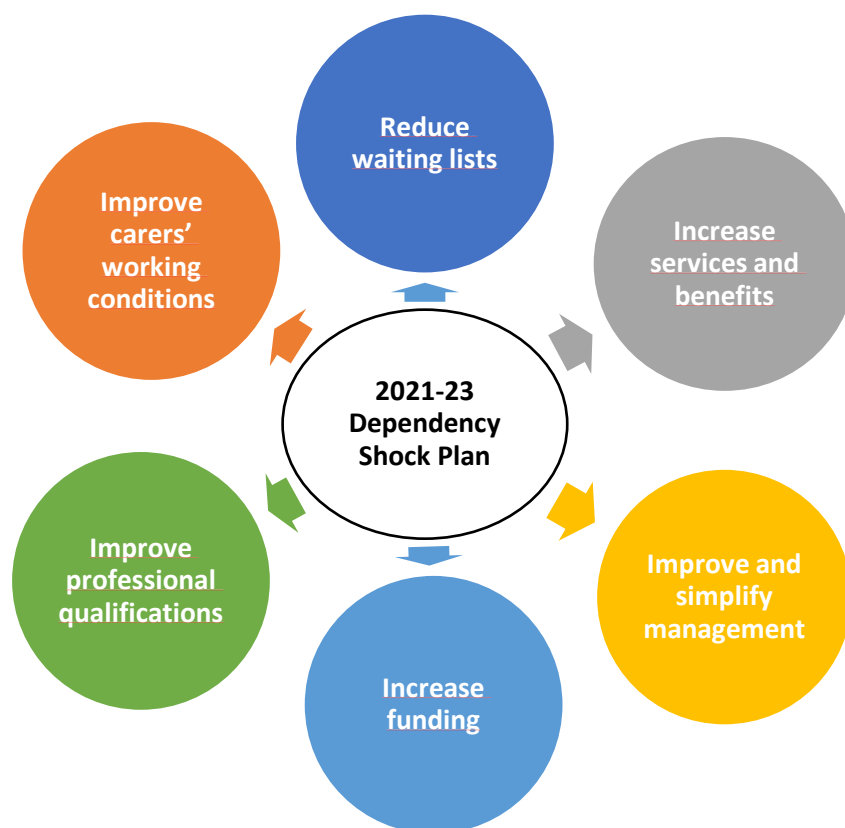 Reduce
waiting lists
Improve
carers’
working
conditions
Increase
services and
benefits
2021-23
Dependency
Shock Plan
Improve
professional
qualifications
Improve and
simplify
management
Increase
funding